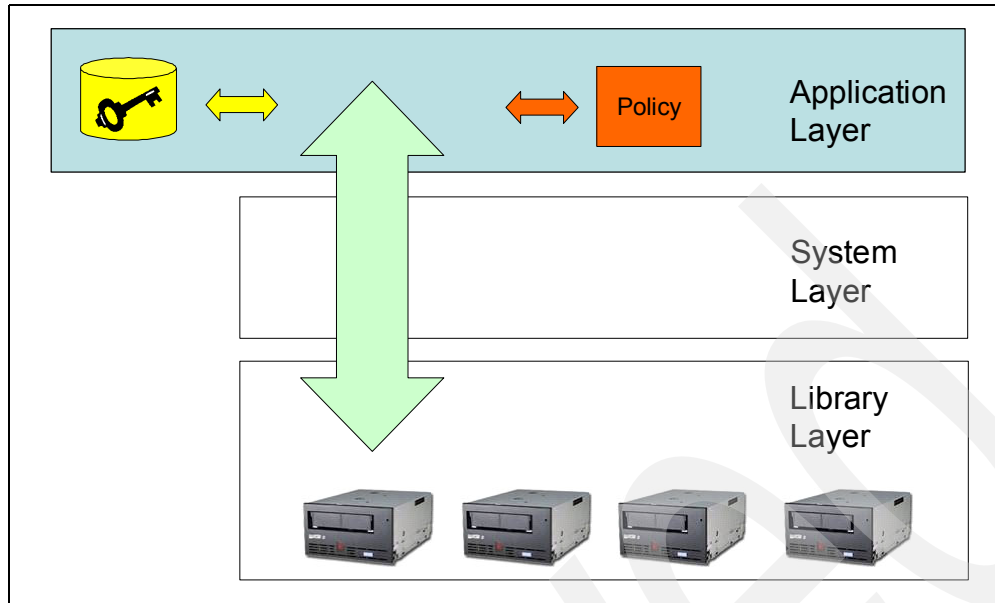 Policy
Application
Layer
System
Layer
Library
Layer